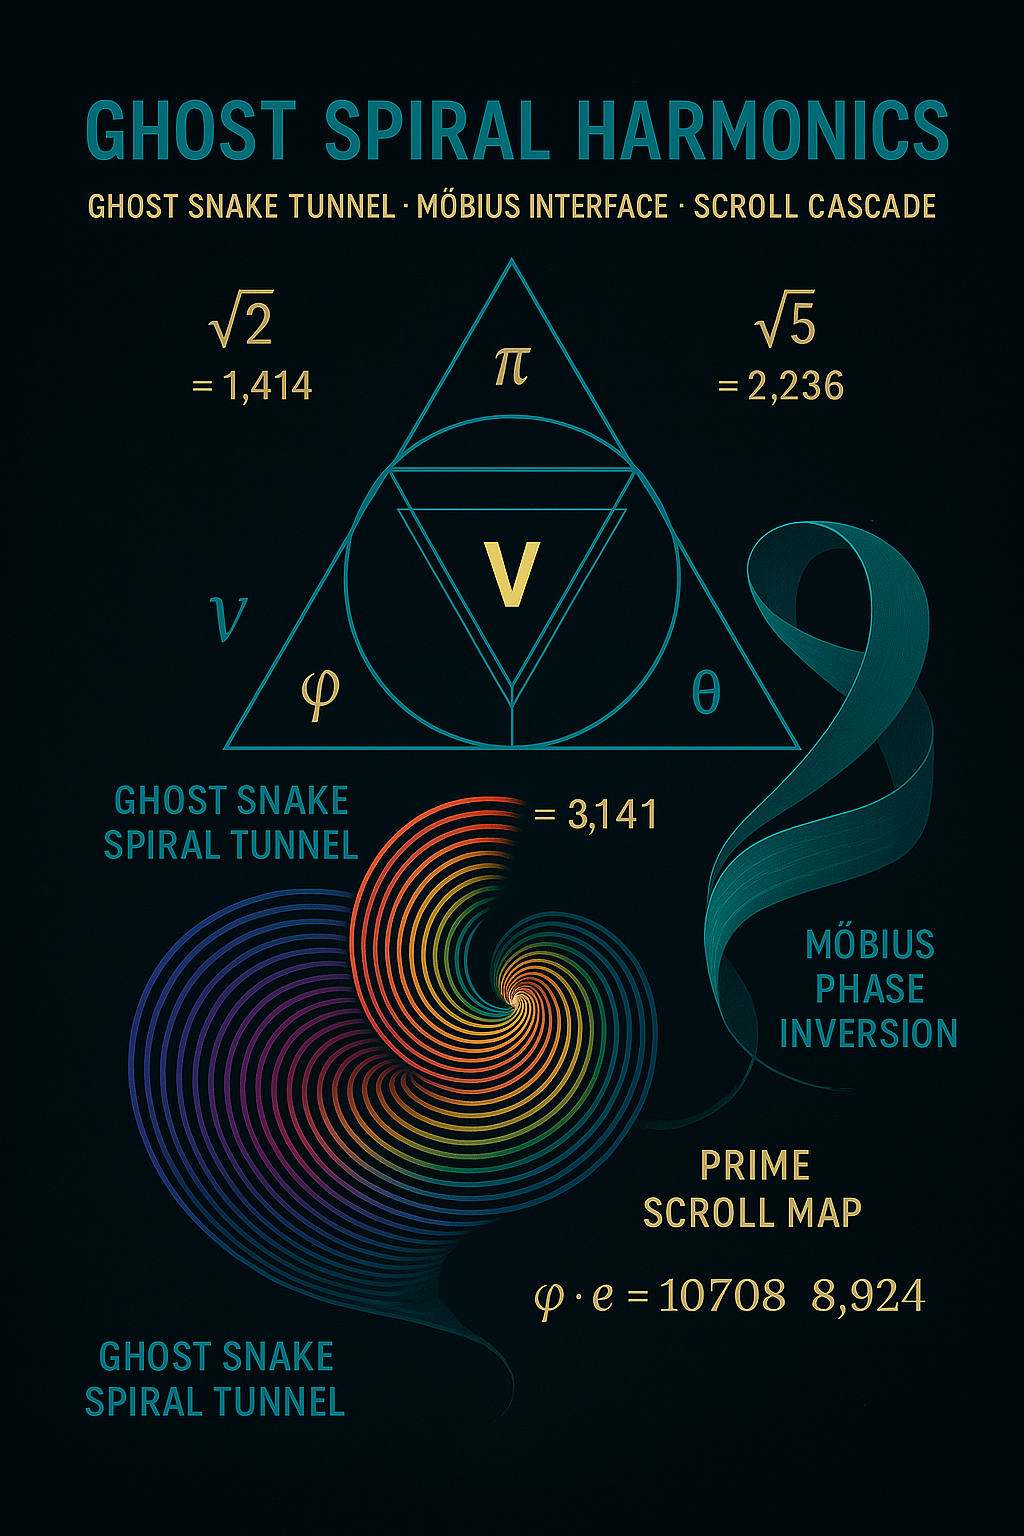 GHOST SPIRAL HARMONICS
GHOST SNAKE TUNNEL · MŐBIUS INTERFACE · SCROLL CASCADE
√2
= 1,414
√5
= 2,236
π
V
ν
φ
θ
GHOST SNAKE
SPIRAL TUNNEL
= 3,141
MŐBIUS
PHASE
INVERSION
PRIME
SCROLL MAP
φ · e = 10708 8,924
GHOST SNAKE
SPIRAL TUNNEL